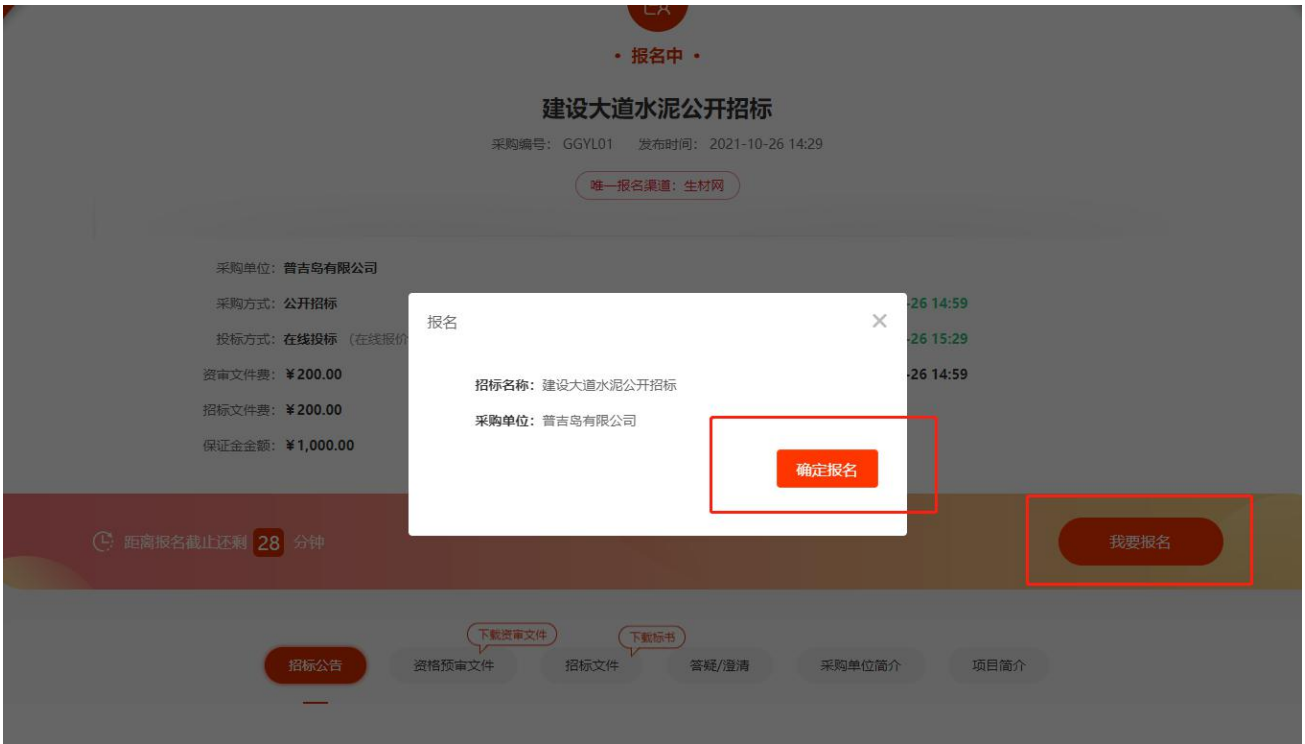 · 报名中 ·
建设大道水泥公开招标
采购编号: GGYL01 发布时间: 2021-10-26 14:29
唯一报名渠道: 生材网
采购单位: 普吉岛有限公司
采购方式: 公开招标
-26 14:59
投标方式: 在线投标 (在线报价
-26 15:29
资审文件费: ¥200.00
-26 14:59
招标文件费: ¥200.00
保证金金额: ¥1,000.00
报名
×
招标名称: 建设大道水泥公开招标
采购单位: 普吉岛有限公司
确定报名
距离报名截止还剩 28 分钟
我要报名
下载资审文件
下载标书
招标公告
资格预审文件
招标文件
答疑/澄清
采购单位简介
项目简介